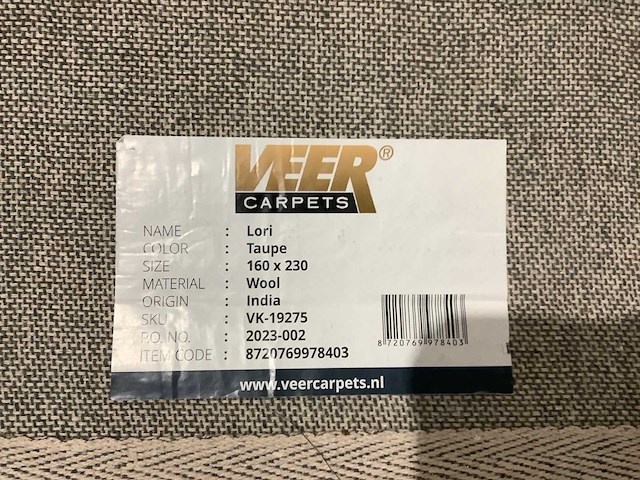 VEER®
CARPETS
NAME : Lori
COLOR : Taupe
SIZE : 160 x 230
MATERIAL : Wool
ORIGIN : India
SKU : VK-19275
P.O. NO. : 2023-002
ITEM CODE : 8720769978403
8 720769 978403
www.veercarpets.nl